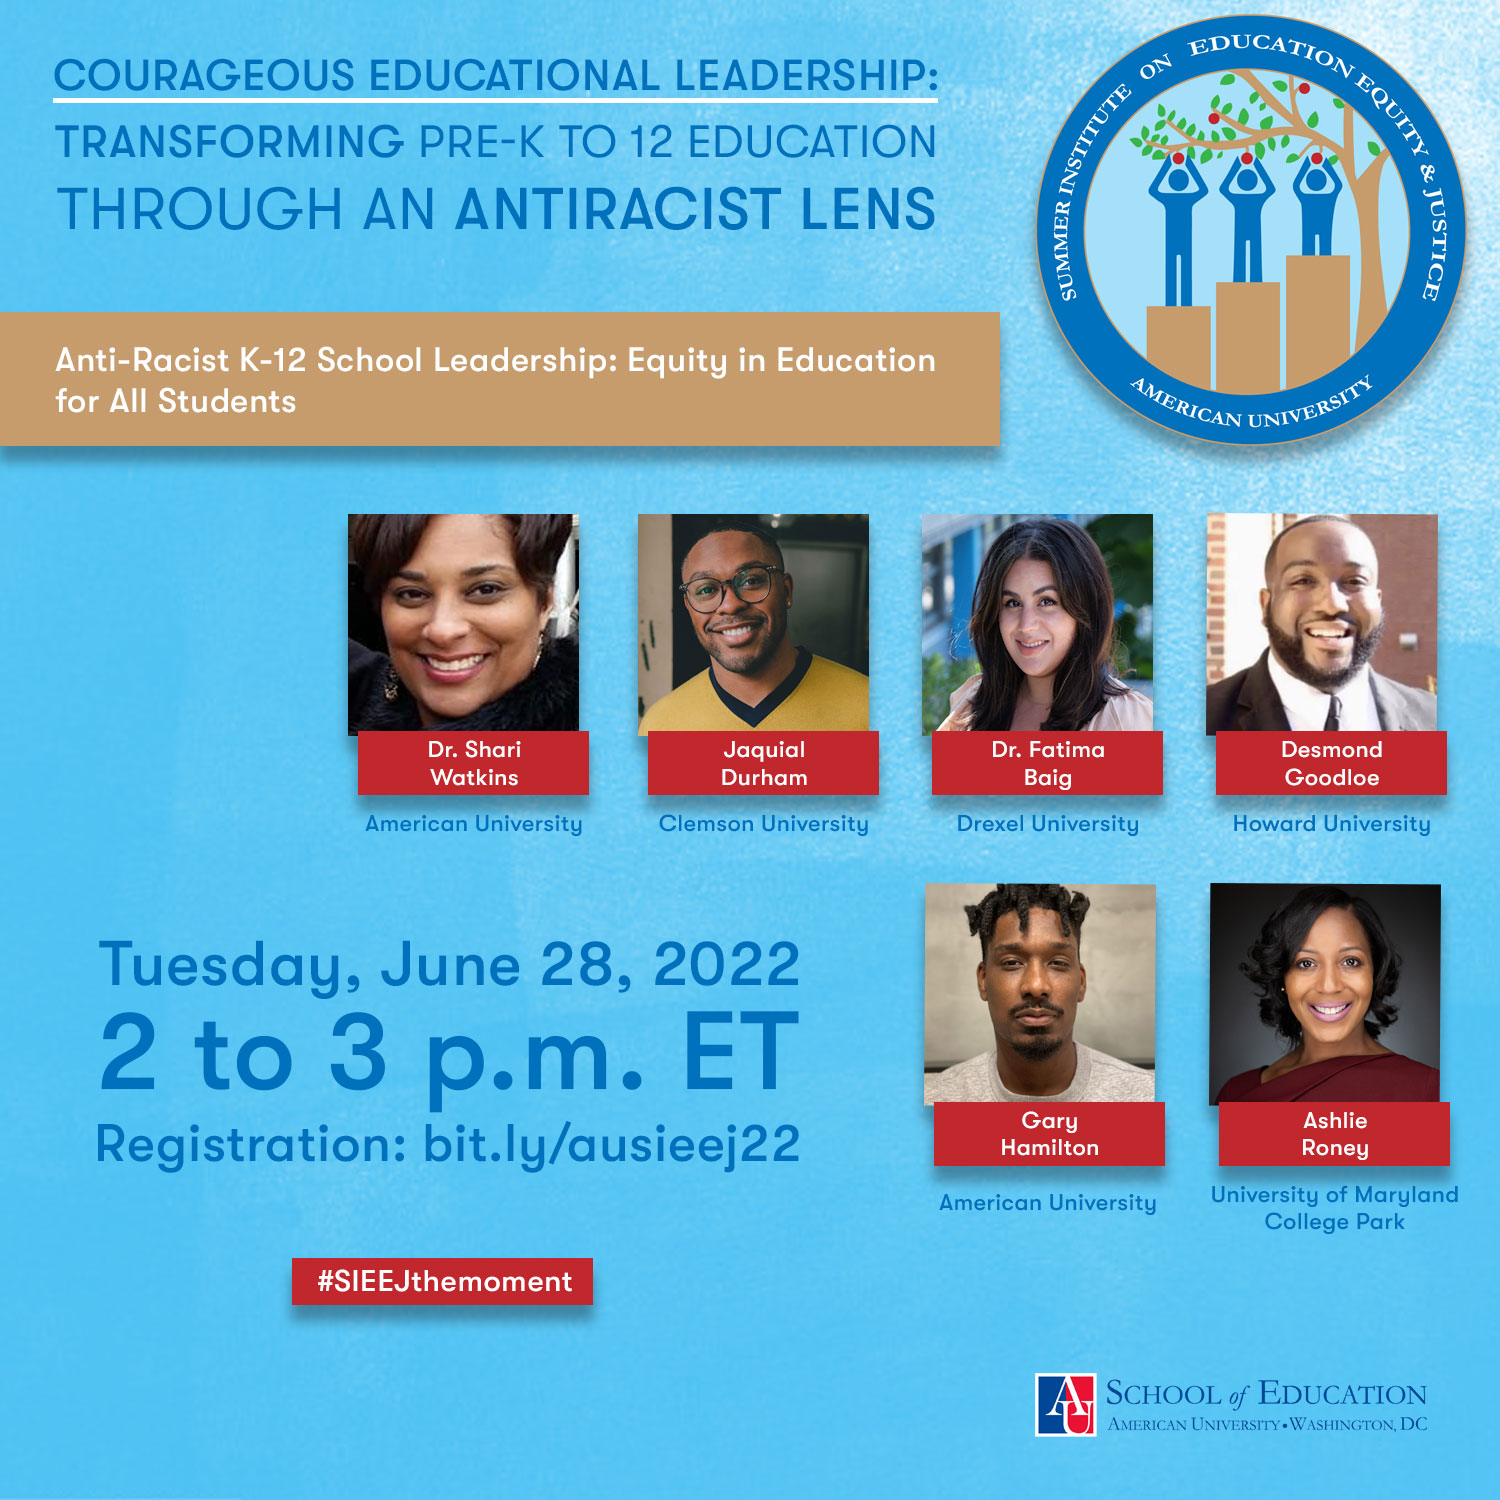 COURAGEOUS EDUCATIONAL LEADERSHIP:
TRANSFORMING PRE-K TO 12 EDUCATION
THROUGH AN ANTIRACIST LENS
SUMMER INSTITUTE ON EDUCATION EQUITY & JUSTICE
AMERICAN UNIVERSITY
Anti-Racist K-12 School Leadership: Equity in Education
for All Students
Dr. Shari
Watkins
American University
Jaquial
Durham
Clemson University
Dr. Fatima
Baig
Drexel University
Desmond
Goodloe
Howard University
Tuesday, June 28, 2022
2 to 3 p.m. ET
Registration: bit.ly/ausieej22
Gary
Hamilton
American University
Ashlie
Roney
University of Maryland
College Park
#SIEEJthemoment
AU
SCHOOL of EDUCATION
AMERICAN UNIVERSITY•WASHINGTON, DC